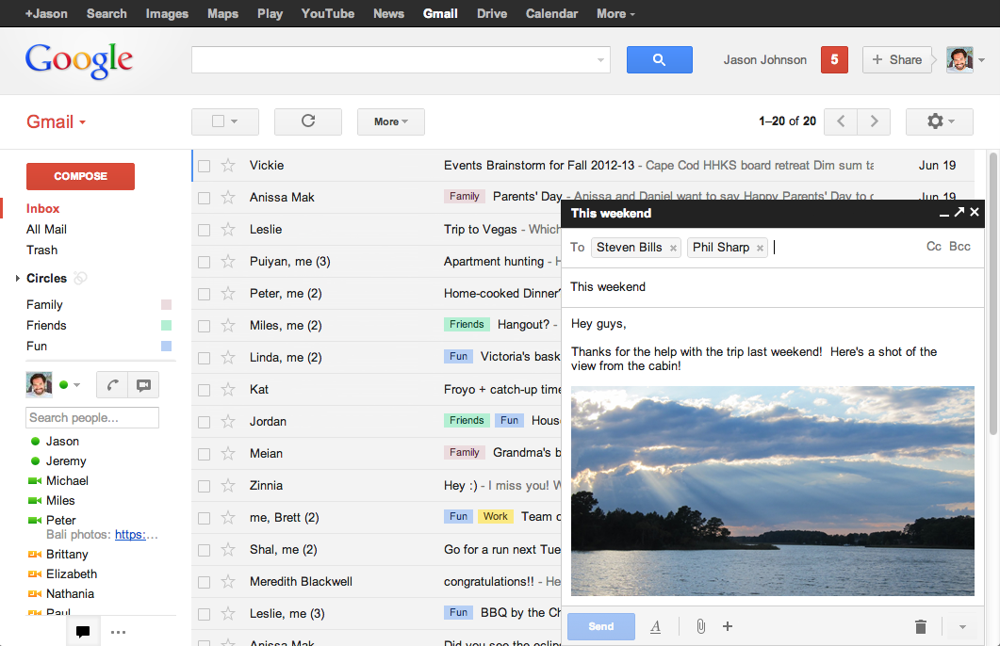 +Jason Search Images Maps Play YouTube News Gmail Drive Calendar More
Google
Jason Johnson 5 + Share
Gmail
More
1–20 of 20
COMPOSE
Inbox
All Mail
Trash
Circles
Family
Friends
Fun
Search people...
Jason
Jeremy
Michael
Miles
Peter
Bali photos: https:...
Brittany
Elizabeth
Nathania
Paul
Vickie Events Brainstorm for Fall 2012-13 - Cape Cod HHKS board retreat Dim sum ta Jun 19
Anissa Mak Family Parents' Day - Anissa and Daniel want to say Happy Parents' Day to Jun 19
Leslie Trip to Vegas - Which
Puiyan, me (3) Apartment hunting - H
Peter, me (2) Home-cooked Dinner?
Miles, me (2) Friends Hangout? -
Linda, me (2) Fun Victoria's bask
Kat Froyo + catch-up time
Jordan Friends Fun Hous
Meian Family Grandma's b
Zinnia Hey :) - I miss you! W
me, Brett (2) Fun Work Team
Shal, me (2) Go for a run next Tue
Meredith Blackwell congratulations!! - He
Leslie, me (3) Fun BBQ by the Ch
Anissa Mak Did you see the eclips
This weekend
To Steven Bills × Phil Sharp × Cc Bcc
This weekend
Hey guys,
Thanks for the help with the trip last weekend! Here's a shot of the
view from the cabin!
Send A +